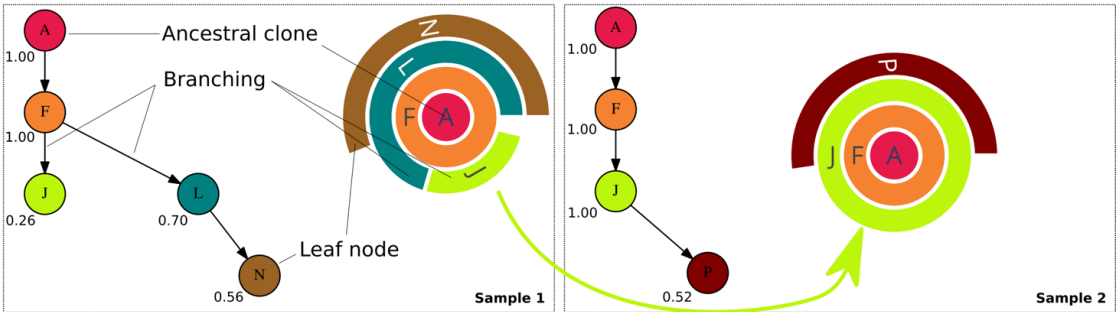 A
1.00
Ancestral clone
Branching
F
1.00
J
0.26
L
0.70
N
0.56
Leaf node
N
L
F A
J
Sample 1
A
1.00
F
1.00
J
1.00
P
0.52
P
J F A
Sample 2